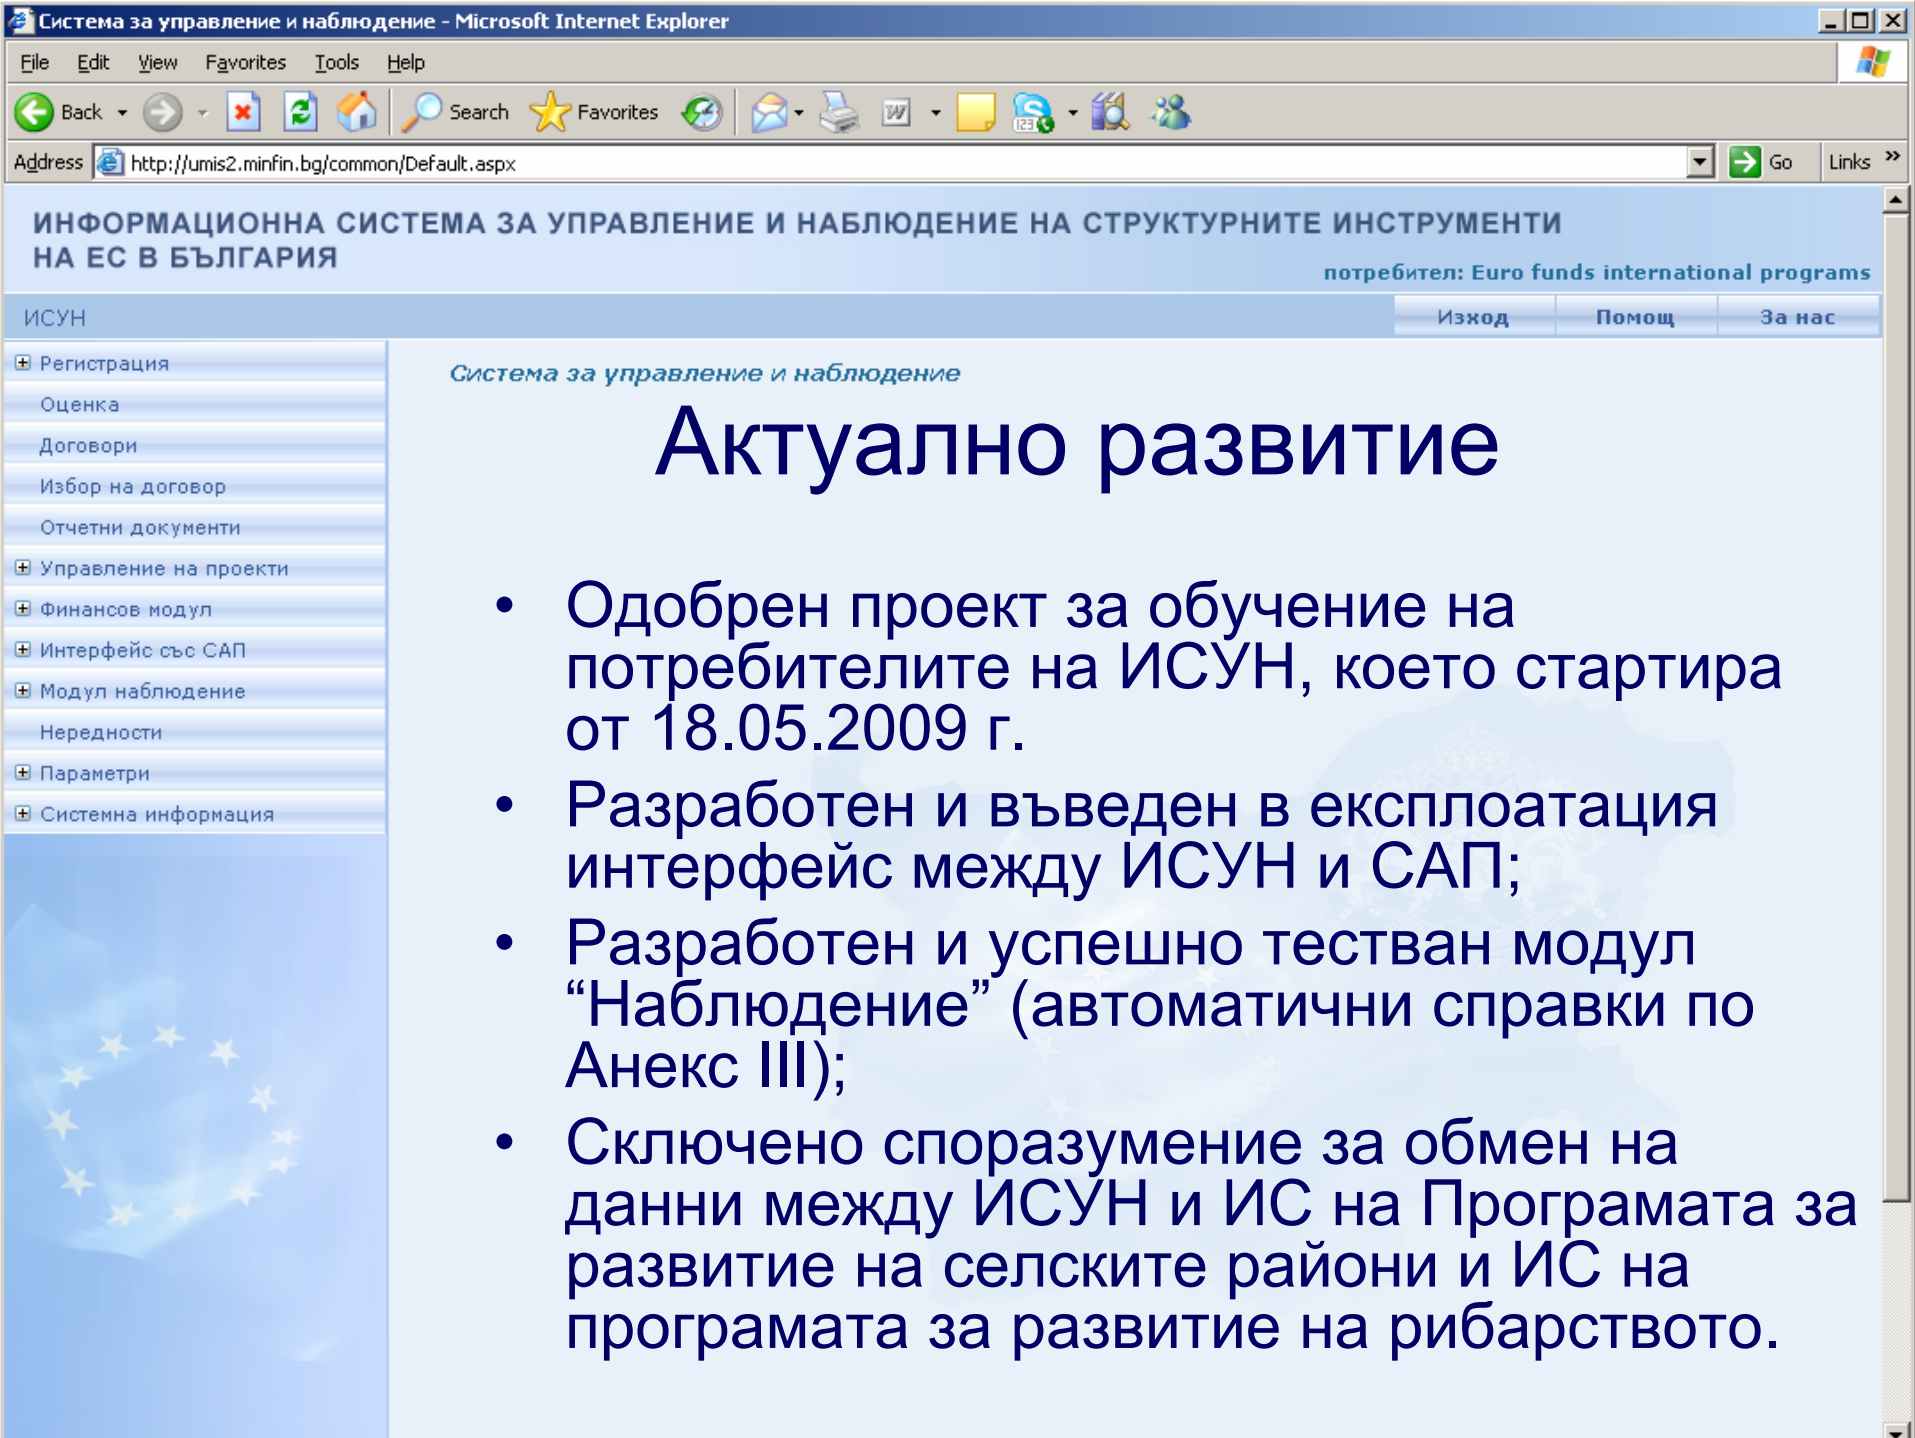 Система за управление и наблюдение - Microsoft Internet Explorer
File Edit View Favorites Tools Help
Back Search Favorites
Address http://umis2.minfin.bg/common/Default.aspx Go Links »
ИНФОРМАЦИОННА СИСТЕМА ЗА УПРАВЛЕНИЕ И НАБЛЮДЕНИЕ НА СТРУКТУРНИТЕ ИНСТРУМЕНТИ
НА ЕС В БЪЛГАРИЯ
потребител: Euro funds international programs
ИСУН Изход Помощ За нас
Регистрация
Оценка
Договори
Избор на договор
Отчетни документи
Управление на проекти
Финансов модул
Интерфейс със САП
Модул наблюдение
Нередности
Параметри
Системна информация
Система за управление и наблюдение
Актуално развитие
• Одобрен проект за обучение на
потребителите на ИСУН, което стартира
от 18.05.2009 г.
• Разработен и въведен в експлоатация
интерфейс между ИСУН и САП;
• Разработен и успешно тестван модул
“Наблюдение” (автоматични справки по
Анекс III);
• Сключено споразумение за обмен на
данни между ИСУН и ИС на Програмата за
развитие на селските райони и ИС на
програмата за развитие на рибарството.